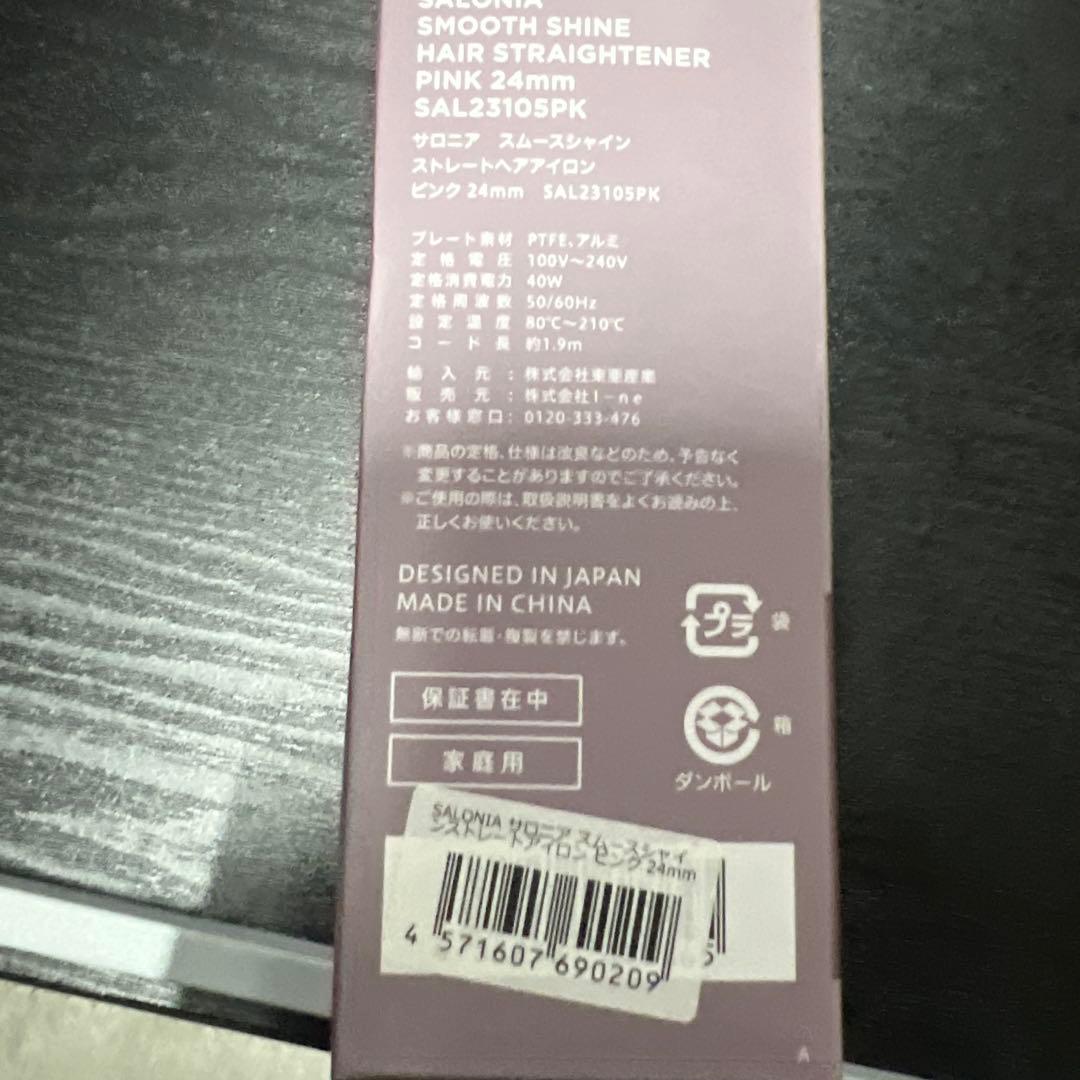 SALONIA
SMOOTH SHINE
HAIR STRAIGHTENER
PINK 24mm
SAL23105PK
サロニア スムースシャイン
ストレートヘアアイロン
ピンク 24mm SAL23105PK
プレート素材 PTFE、アルミ
定格電圧 100V〜240V
定格消費電力 40W
定格周波数 50/60Hz
設定温度 80℃〜210℃
コード長 約1.9m
輸入元：株式会社東亜産業
販売元：株式会社I-ne
お客様窓口：0120-333-476
※商品の定格、仕様は改良などのため、予告なく
変更することがありますのでご了承ください。
※ご使用の際は、取扱説明書をよくお読みの上、
正しくお使いください。
DESIGNED IN JAPAN
MADE IN CHINA
無断での転載・複製を禁じます。
プラ 袋
保証書在中
家庭用
箱
ダンボール
SALONIA サロニア スムースシャイ
ンストレートアイロン ピンク 24mm
4 571607 690209
5
A